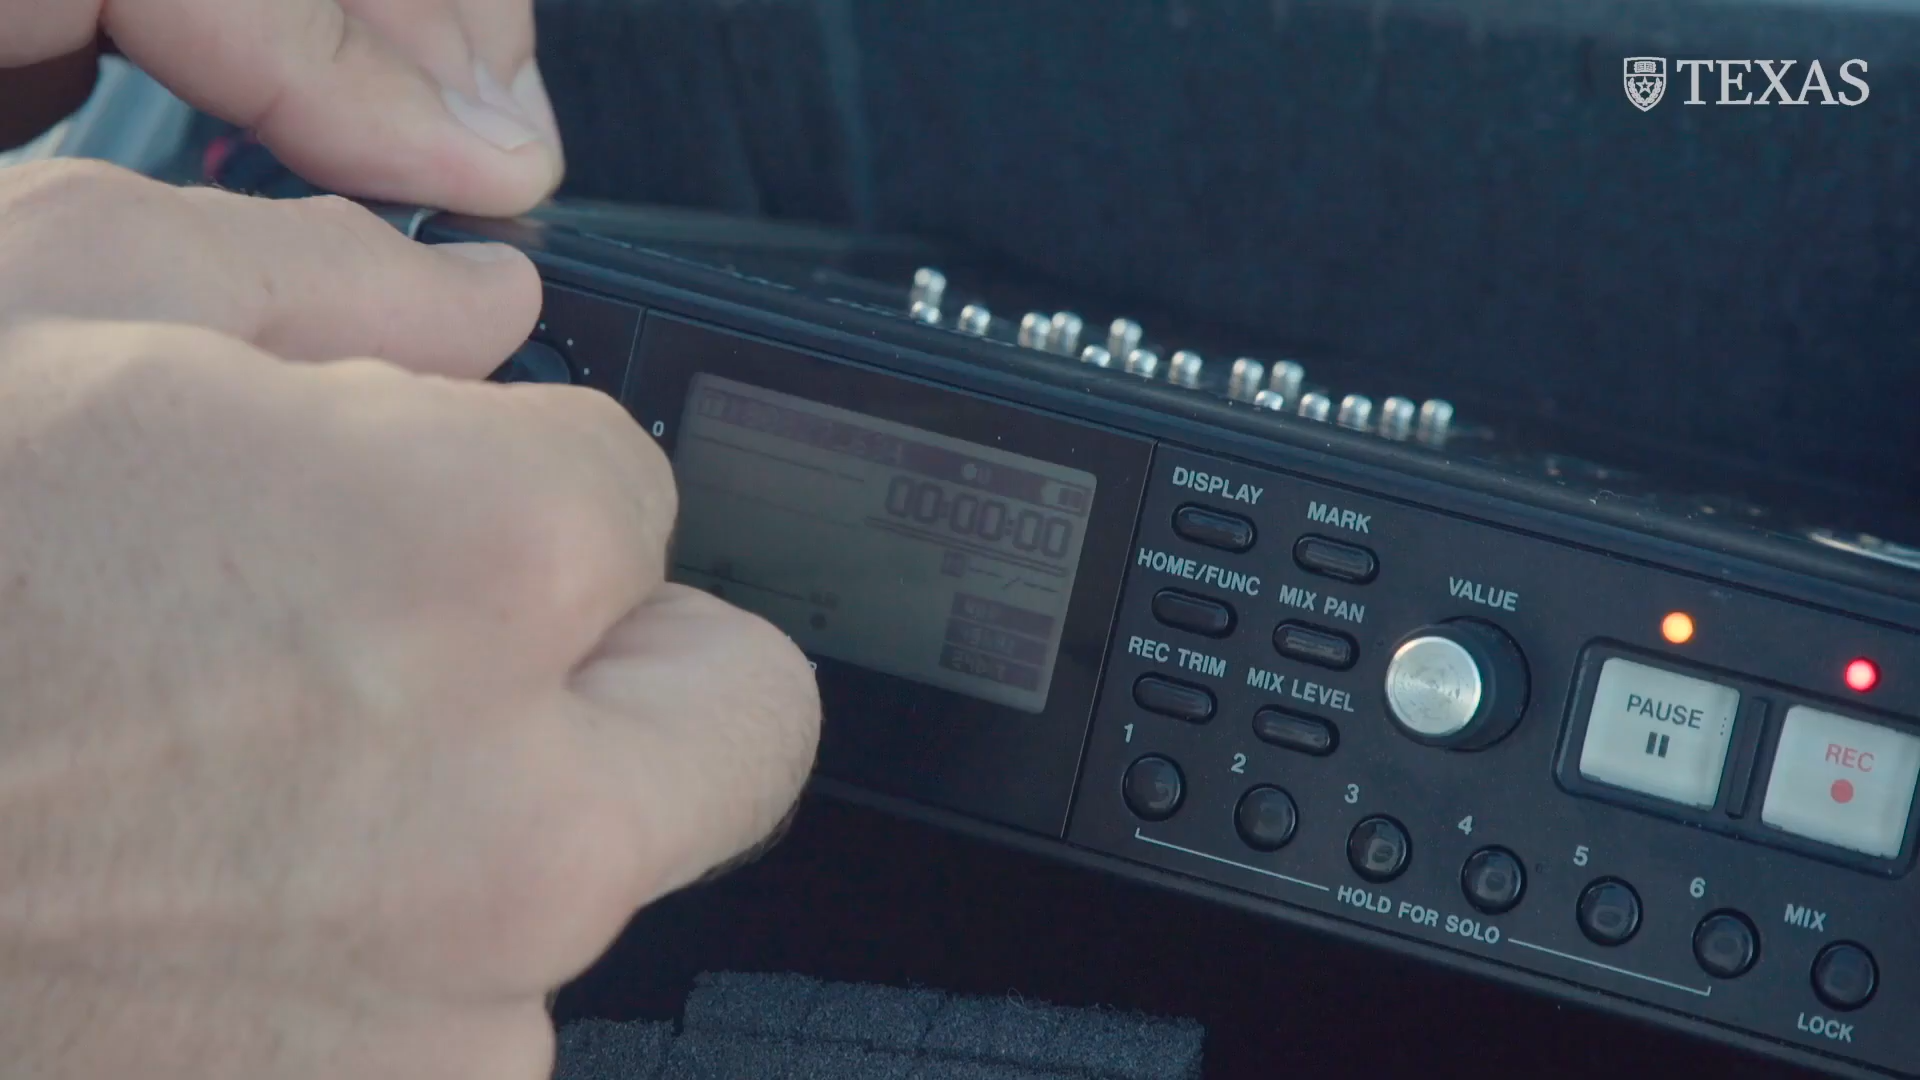 TEXAS
0
00:00:00
DISPLAY
MARK
HOME/FUNC
MIX PAN
VALUE
REC TRIM
MIX LEVEL
PAUSE
REC
1
2
3
4
5
6
MIX
HOLD FOR SOLO
LOCK